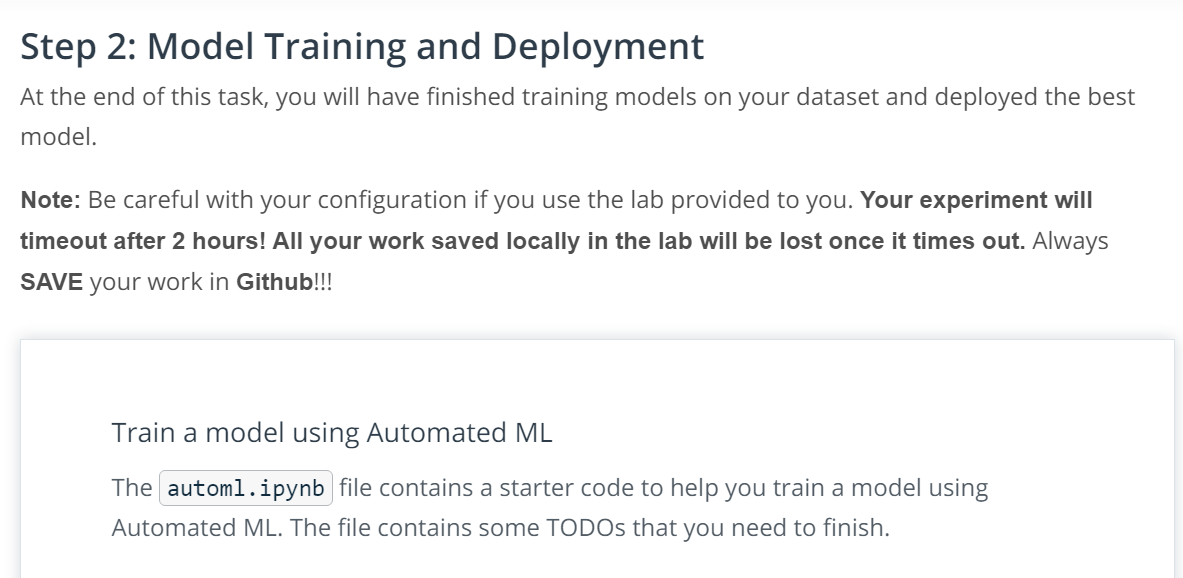 Step 2: Model Training and Deployment
At the end of this task, you will have finished training models on your dataset and deployed the best
model.
Note: Be careful with your configuration if you use the lab provided to you. Your experiment will
timeout after 2 hours! All your work saved locally in the lab will be lost once it times out. Always
SAVE your work in Github!!!
Train a model using Automated ML
The automl.ipynb file contains a starter code to help you train a model using
Automated ML. The file contains some TODOs that you need to finish.